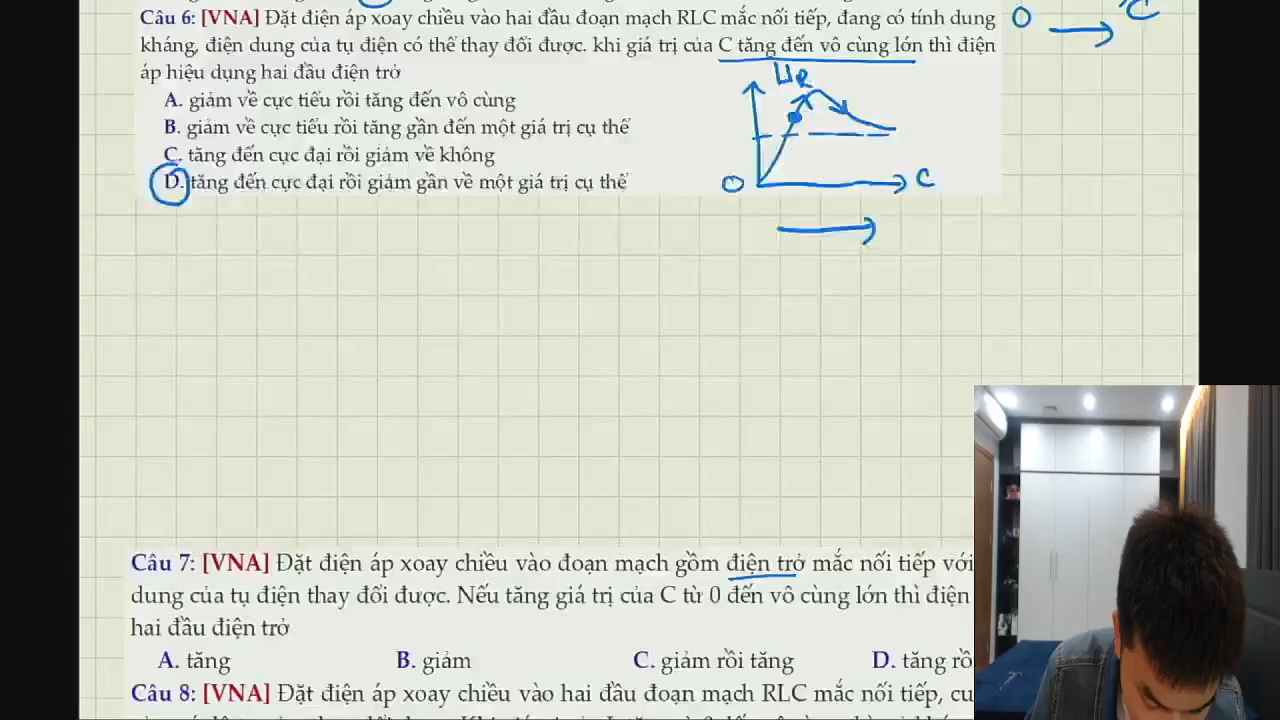 Câu 6: [VNA] Đặt điện áp xoay chiều vào hai đầu đoạn mạch RLC mắc nối tiếp, đang có tính dung
kháng, điện dung của tụ điện có thể thay đổi được. khi giá trị của C tăng đến vô cùng lớn thì điện
áp hiệu dụng hai đầu điện trở
A. giảm về cực tiểu rồi tăng đến vô cùng
B. giảm về cực tiểu rồi tăng gần đến một giá trị cụ thể
C. tăng đến cực đại rồi giảm về không
D. tăng đến cực đại rồi giảm gần về một giá trị cụ thể
0 C
UR
0 C
Câu 7: [VNA] Đặt điện áp xoay chiều vào đoạn mạch gồm điện trở mắc nối tiếp với
dung của tụ điện thay đổi được. Nếu tăng giá trị của C từ 0 đến vô cùng lớn thì điện
hai đầu điện trở
A. tăng B. giảm C. giảm rồi tăng D. tăng rồ
Câu 8: [VNA] Đặt điện áp xoay chiều vào hai đầu đoạn mạch RLC mắc nối tiếp, cu